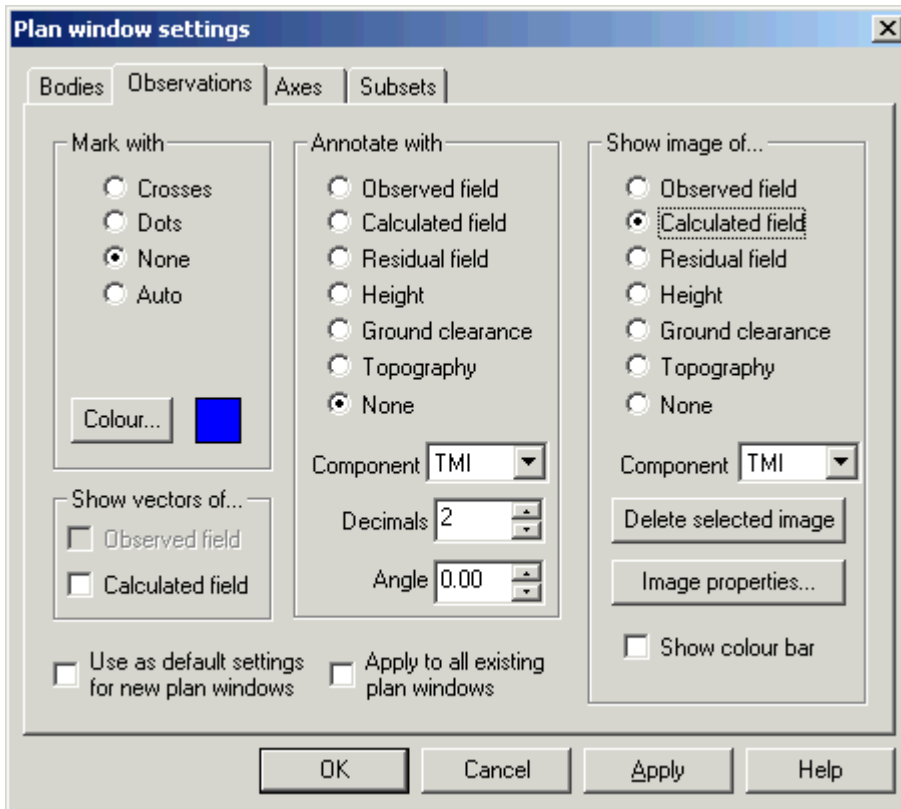 Plan window settings
Bodies
Observations
Axes
Subsets
Mark with
Crosses
Dots
None
Auto
Colour...
Show vectors of...
Observed field
Calculated field
Annotate with
Observed field
Calculated field
Residual field
Height
Ground clearance
Topography
None
Component TMI
Decimals 2
Angle 0.00
Show image of...
Observed field
Calculated field
Residual field
Height
Ground clearance
Topography
None
Component TMI
Delete selected image
Image properties...
Show colour bar
Use as default settings
for new plan windows
Apply to all existing
plan windows
OK
Cancel
Apply
Help